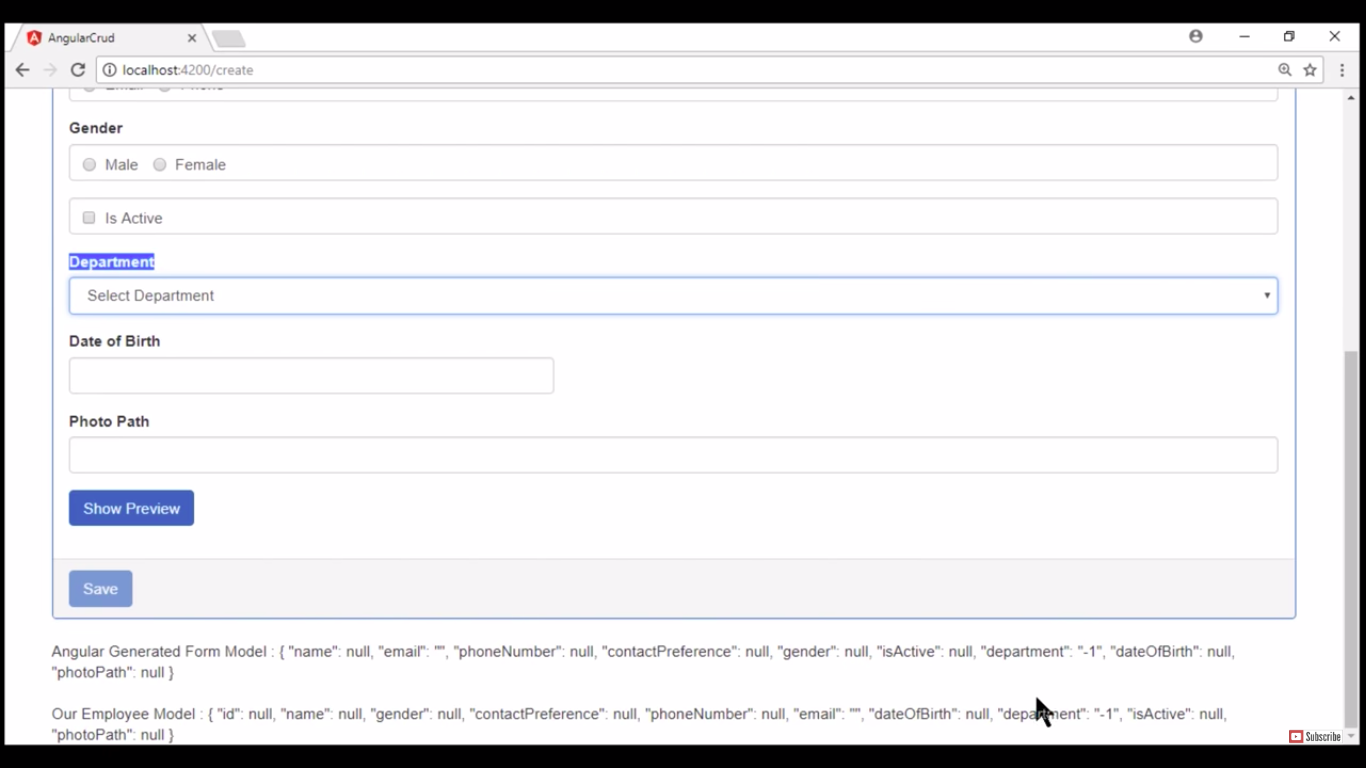 AngularCrud
localhost:4200/create
Email Phone
Gender
Male Female
Is Active
Department
Select Department
Date of Birth
Photo Path
Show Preview
Save
Angular Generated Form Model : { "name": null, "email": "", "phoneNumber": null, "contactPreference": null, "gender": null, "isActive": null, "department": "-1", "dateOfBirth": null,
"photoPath": null }
Our Employee Model : { "id": null, "name": null, "gender": null, "contactPreference": null, "phoneNumber": null, "email": "", "dateOfBirth": null, "department": "-1", "isActive": null,
"photoPath": null }
Subscribe